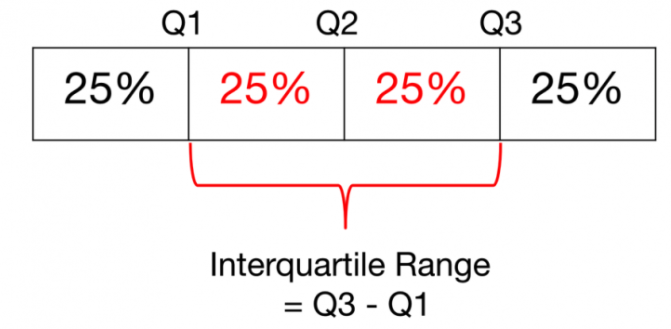 Q1 Q2 Q3
25% 25% 25% 25%
Interquartile Range
= Q3 - Q1